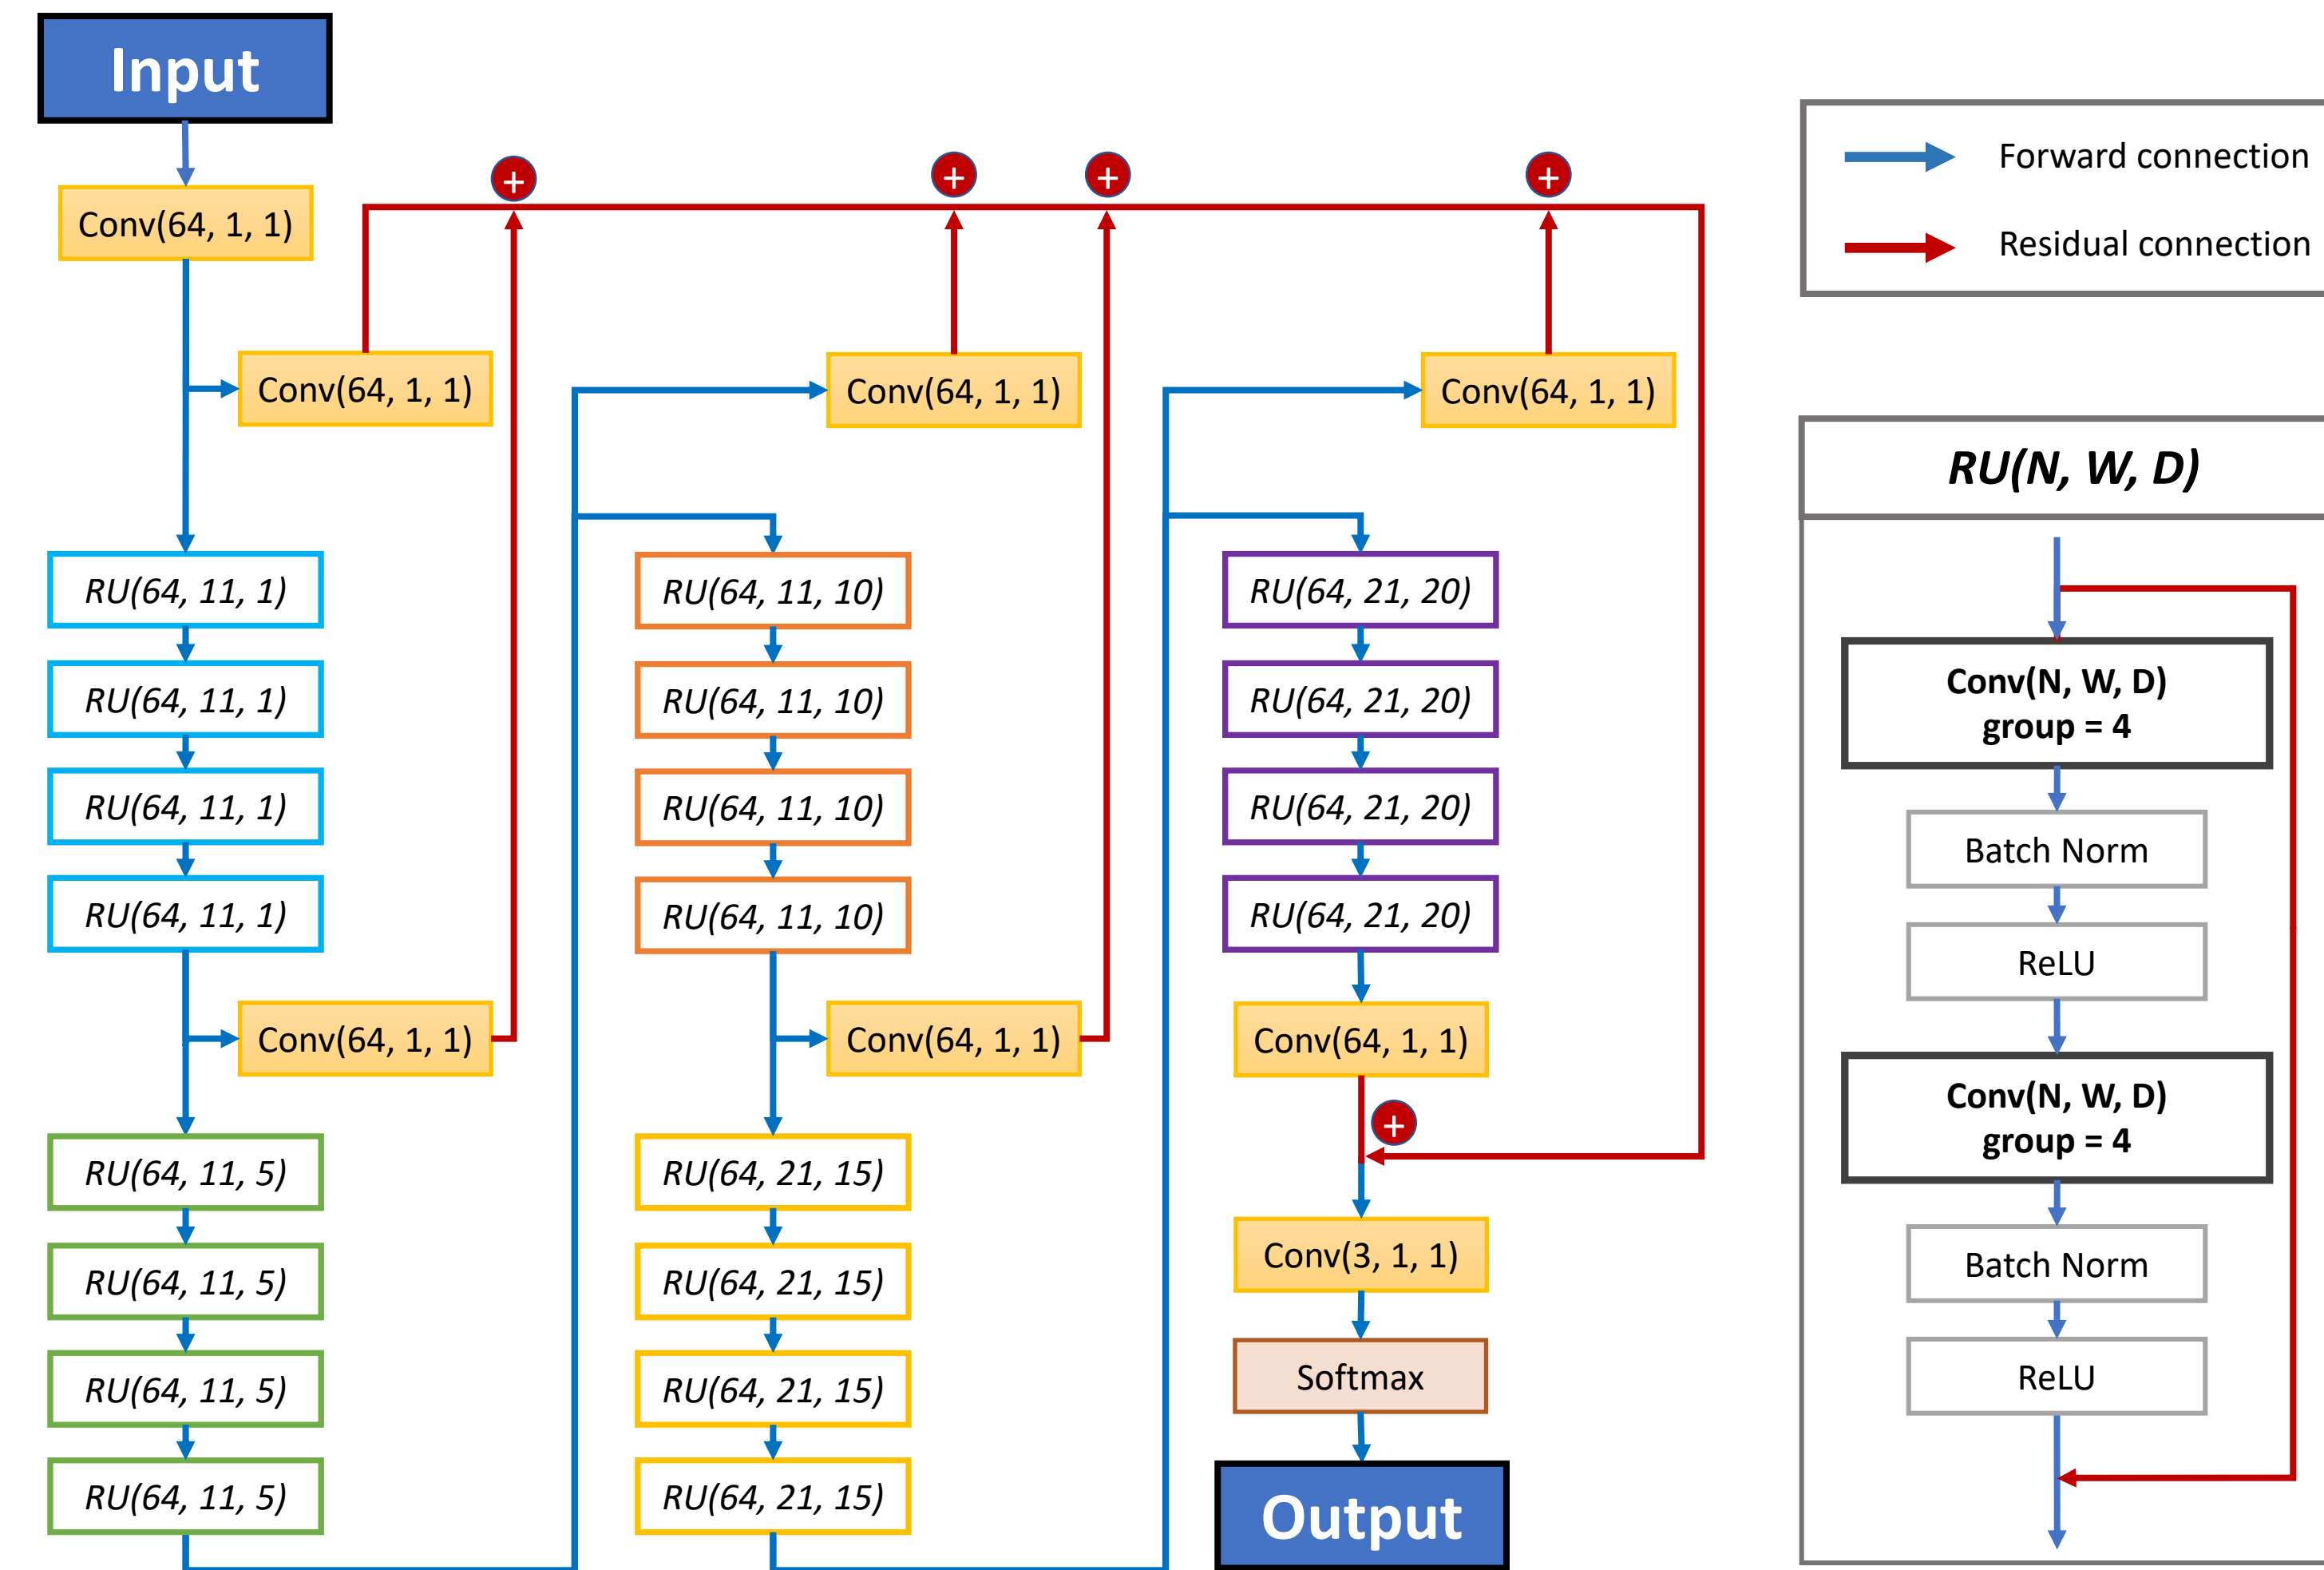 Input
Conv(64, 1, 1)
Conv(64, 1, 1)
RU(64, 11, 1)
RU(64, 11, 1)
RU(64, 11, 1)
RU(64, 11, 1)
Conv(64, 1, 1)
RU(64, 11, 5)
RU(64, 11, 5)
RU(64, 11, 5)
RU(64, 11, 5)
+
+
+
+
Conv(64, 1, 1)
RU(64, 11, 10)
RU(64, 11, 10)
RU(64, 11, 10)
RU(64, 11, 10)
Conv(64, 1, 1)
RU(64, 21, 15)
RU(64, 21, 15)
RU(64, 21, 15)
RU(64, 21, 15)
Conv(64, 1, 1)
RU(64, 21, 20)
RU(64, 21, 20)
RU(64, 21, 20)
RU(64, 21, 20)
Conv(64, 1, 1)
+
Conv(3, 1, 1)
Softmax
Output
Forward connection
Residual connection
RU(N, W, D)
Conv(N, W, D)
group = 4
Batch Norm
ReLU
Conv(N, W, D)
group = 4
Batch Norm
ReLU